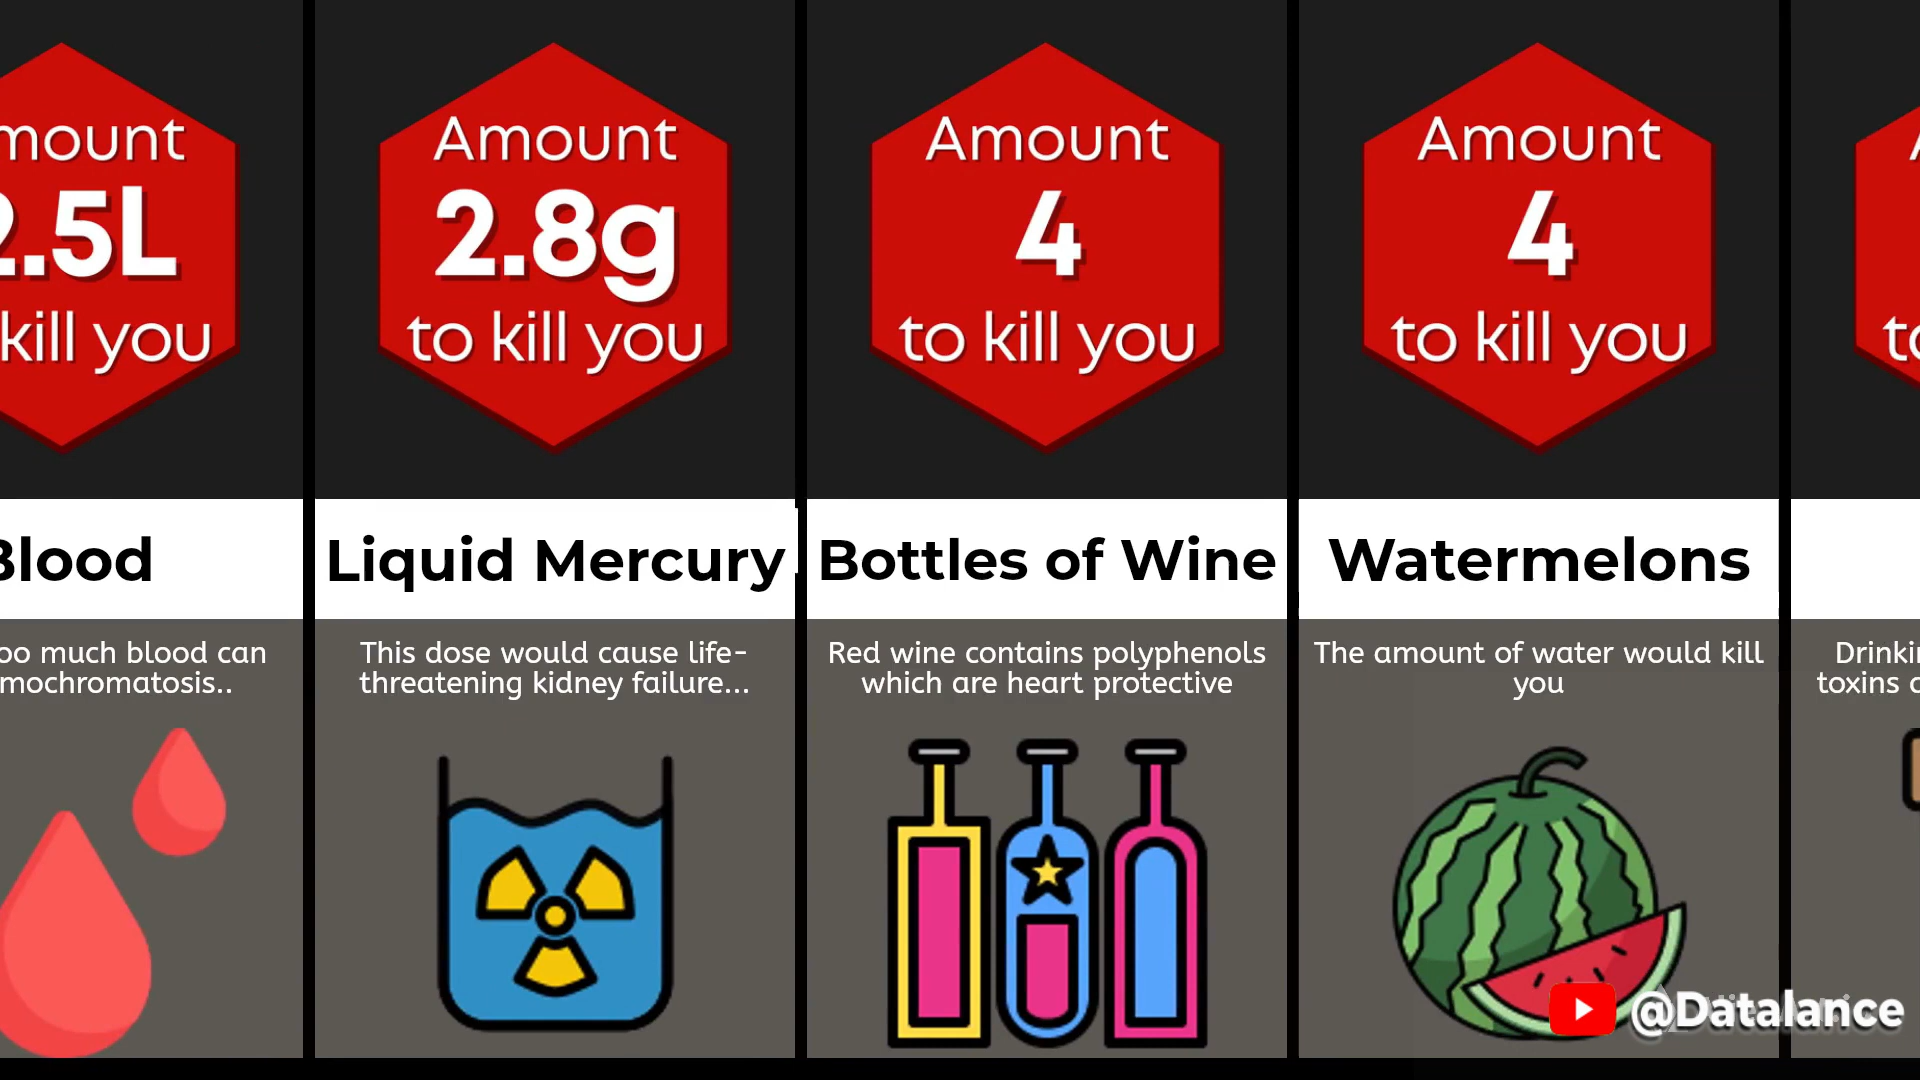 mount
2.5L
kill you
Blood
oo much blood can
mochromatosis..
Amount
2.8g
to kill you
Liquid Mercury
This dose would cause life-
threatening kidney failure...
Amount
4
to kill you
Bottles of Wine
Red wine contains polyphenols
which are heart protective
Amount
4
to kill you
Watermelons
The amount of water would kill
you
to
Drinkin
toxins
@Datalance